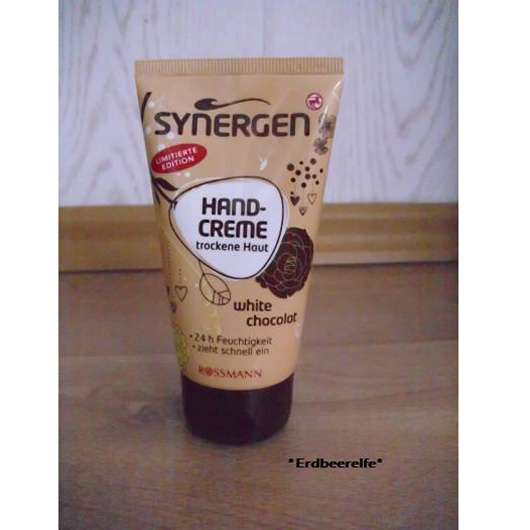 SYNERGEN
LIMITIERTE
EDITION
HAND-
CREME
trockene Haut
white
chocolat
• 24 h Feuchtigkeit
• zieht schnell ein
ROSSMANN
*Erdbeerelfe*